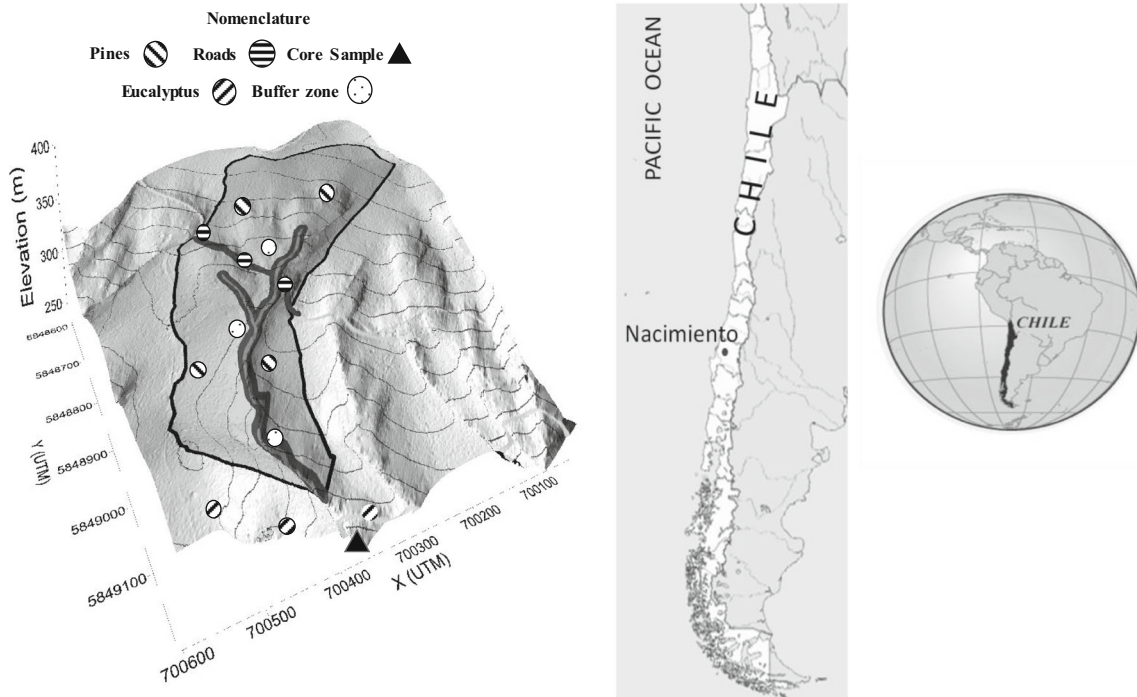 Nomenclature
Pines Roads Core Sample
Eucalyptus Buffer zone
Elevation (m)
400
350
300
250
5848600
5848700
5848800
5848900
5849000
5849100
Y (UTM)
700600
700500
700400
700300
700200
700100
X (UTM)
PACIFIC OCEAN
CHILE
Nacimiento
CHILE